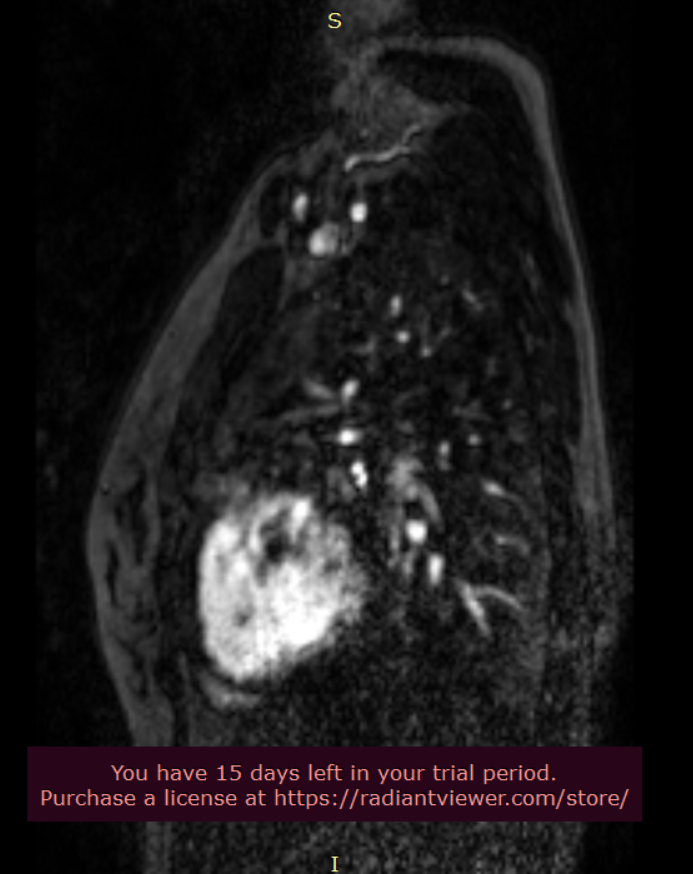 S
You have 15 days left in your trial period.
Purchase a license at https://radiantviewer.com/store/
I